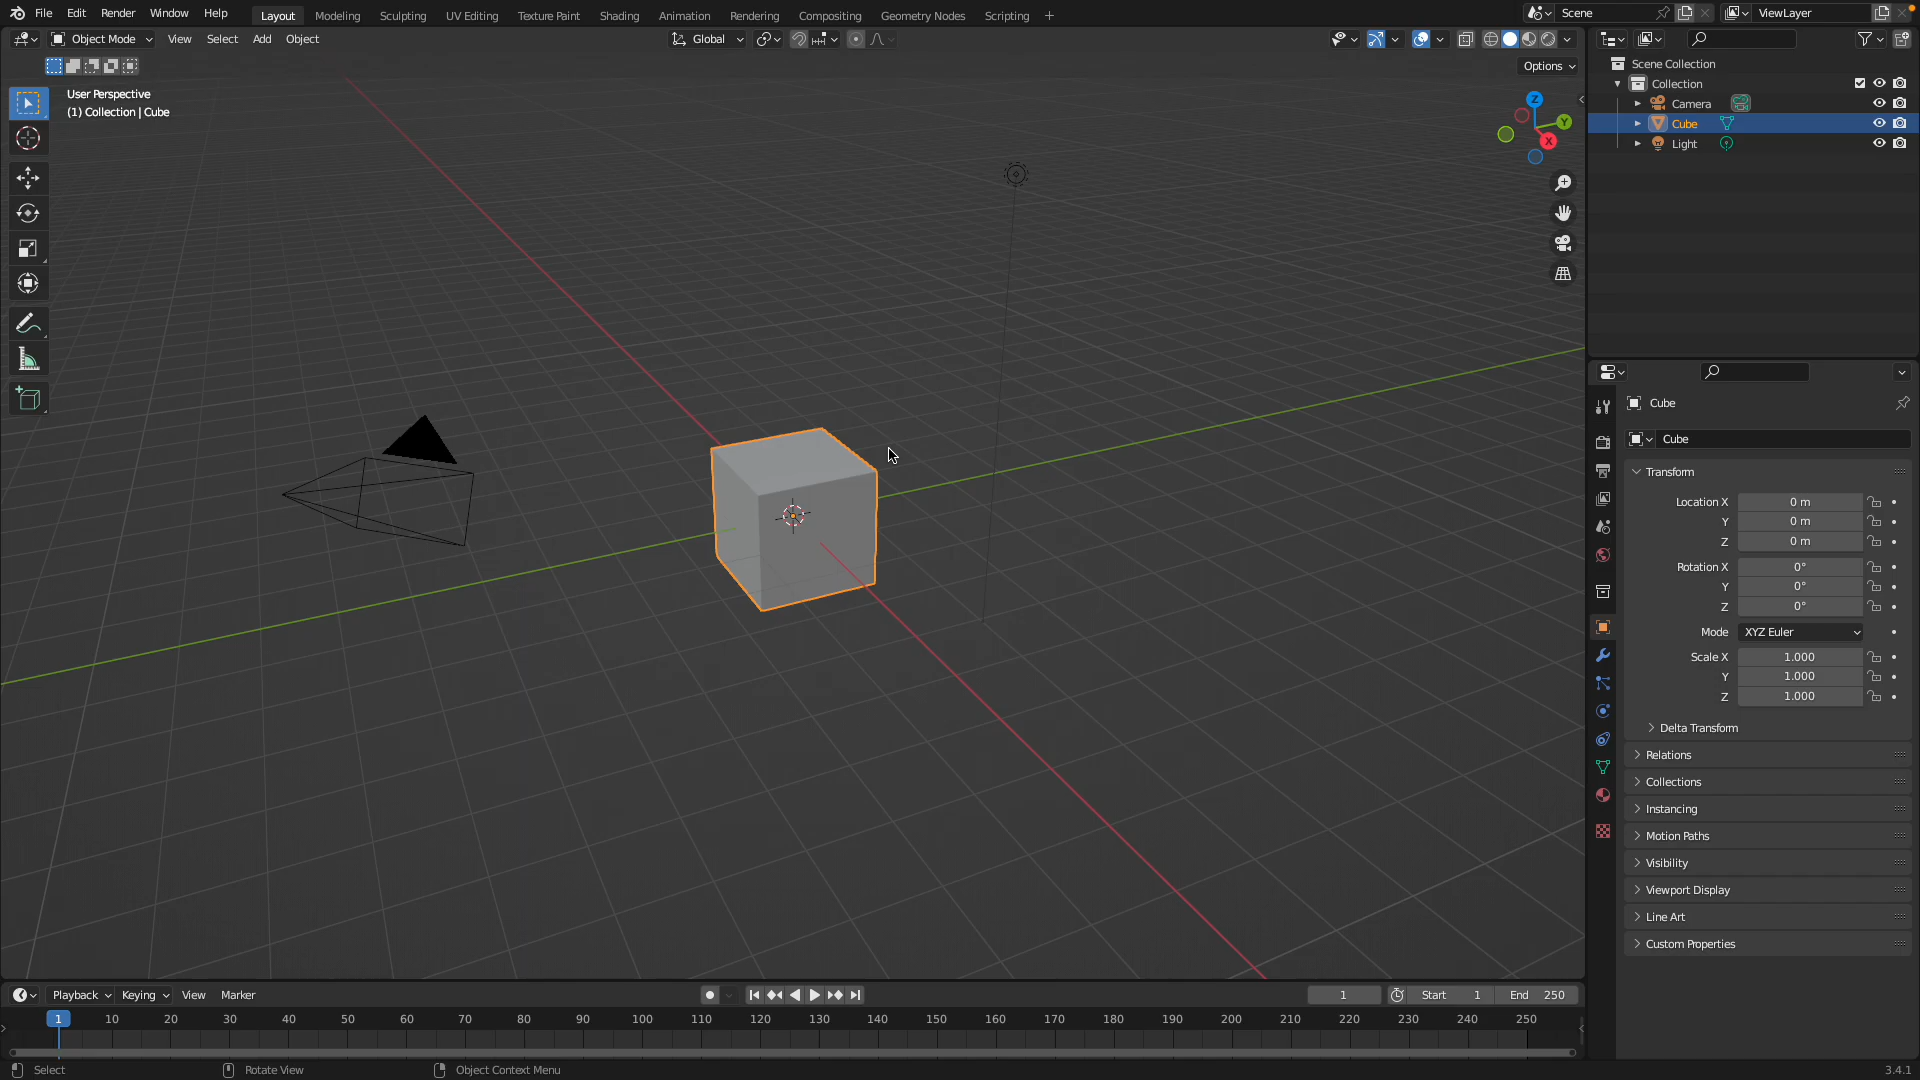 File Edit Render Window Help Layout Modeling Sculpting UV Editing Texture Paint Shading Animation Rendering Compositing Geometry Nodes Scripting + Scene ViewLayer
Object Mode View Select Add Object Global
Options
User Perspective
(1) Collection | Cube
Z
Y
X
Scene Collection
Collection
Camera
Cube
Light
Cube
Cube
Transform
Location X 0 m
Y 0 m
Z 0 m
Rotation X 0°
Y 0°
Z 0°
Mode XYZ Euler
Scale X 1.000
Y 1.000
Z 1.000
Delta Transform
Relations
Collections
Instancing
Motion Paths
Visibility
Viewport Display
Line Art
Custom Properties
Playback Keying View Marker 1 Start 1 End 250
1 10 20 30 40 50 60 70 80 90 100 110 120 130 140 150 160 170 180 190 200 210 220 230 240 250
Select Rotate View Object Context Menu 3.4.1